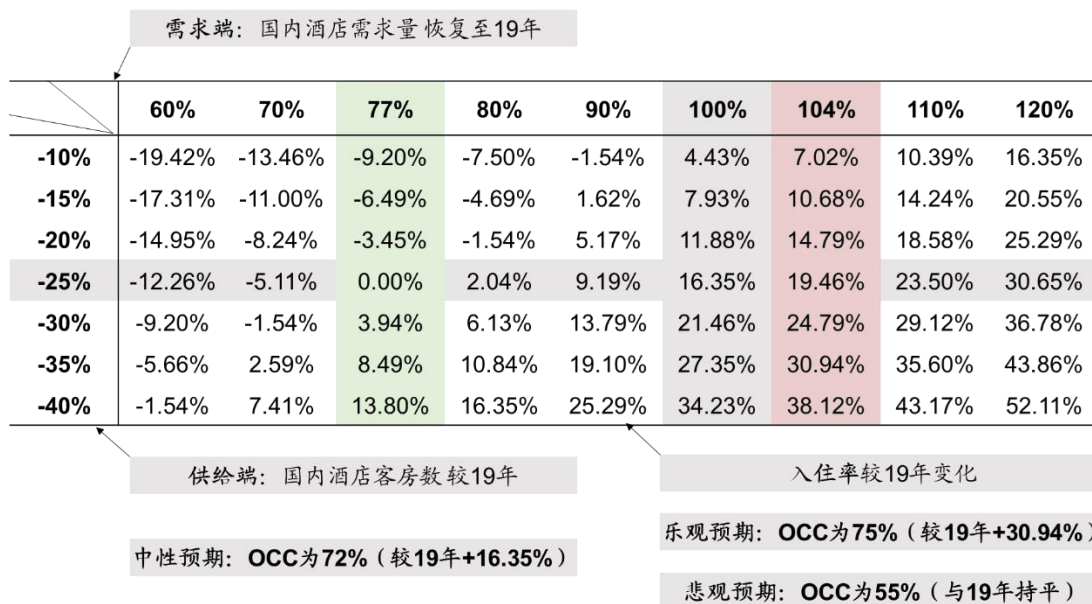 需求端：国内酒店需求量 恢复至19年
60% 70% 77% 80% 90% 100% 104% 110% 120%
-10% -19.42% -13.46% -9.20% -7.50% -1.54% 4.43% 7.02% 10.39% 16.35%
-15% -17.31% -11.00% -6.49% -4.69% 1.62% 7.93% 10.68% 14.24% 20.55%
-20% -14.95% -8.24% -3.45% -1.54% 5.17% 11.88% 14.79% 18.58% 25.29%
-25% -12.26% -5.11% 0.00% 2.04% 9.19% 16.35% 19.46% 23.50% 30.65%
-30% -9.20% -1.54% 3.94% 6.13% 13.79% 21.46% 24.79% 29.12% 36.78%
-35% -5.66% 2.59% 8.49% 10.84% 19.10% 27.35% 30.94% 35.60% 43.86%
-40% -1.54% 7.41% 13.80% 16.35% 25.29% 34.23% 38.12% 43.17% 52.11%
供给端：国内酒店客房数 较19年
入住率较19年变化
中性预期：OCC为72%（较19年+16.35%）
乐观预期：OCC为75%（较19年+30.94%）
悲观预期：OCC为55%（与19年持平）